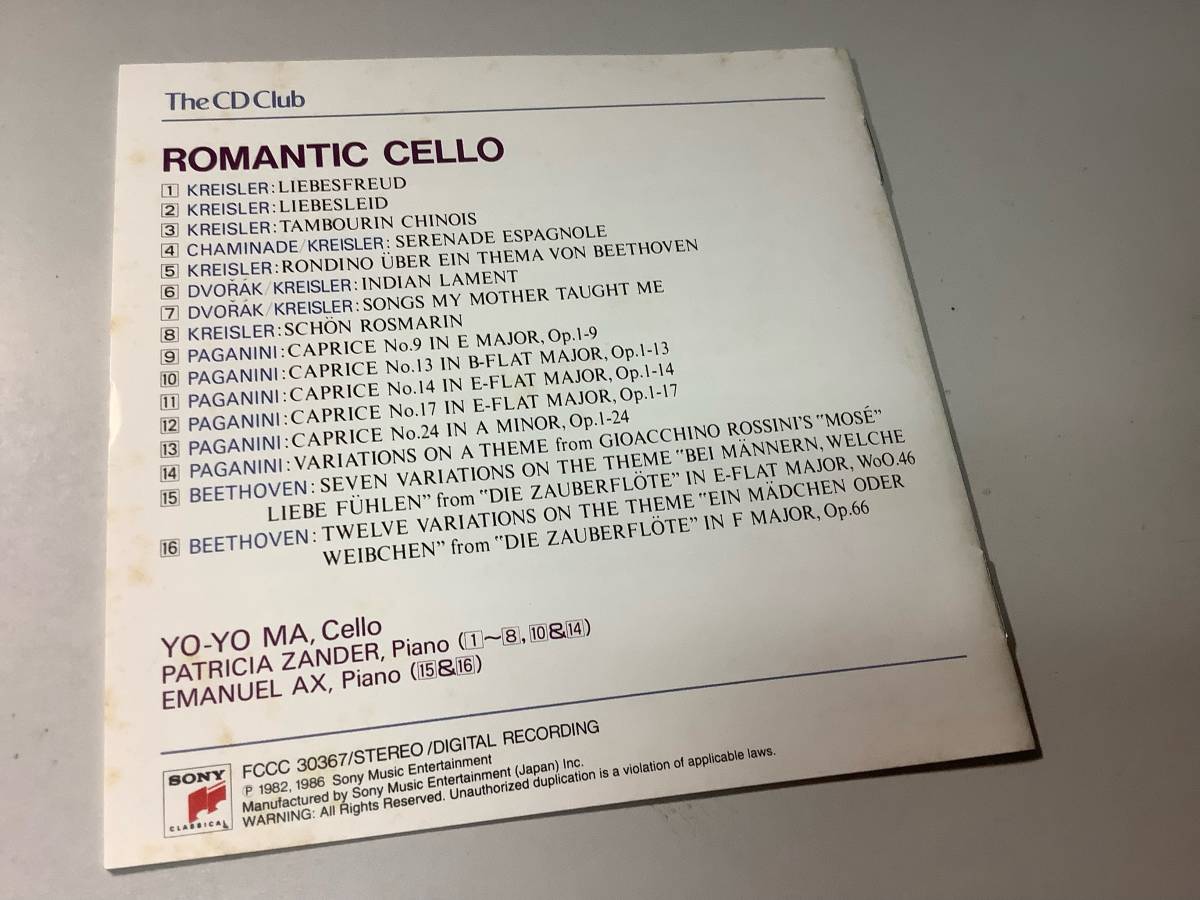 The CD Club
ROMANTIC CELLO
1 KREISLER: LIEBESFREUD
2 KREISLER: LIEBESLEID
3 KREISLER: TAMBOURIN CHINOIS
4 CHAMINADE/KREISLER: SERENADE ESPAGNOLE
5 KREISLER: RONDINO ÜBER EIN THEMA VON BEETHOVEN
6 DVOŘÁK/KREISLER: INDIAN LAMENT
7 DVOŘÁK/KREISLER: SONGS MY MOTHER TAUGHT ME
8 KREISLER: SCHÖN ROSMARIN
9 PAGANINI: CAPRICE No.9 IN E MAJOR, Op.1-9
10 PAGANINI: CAPRICE No.13 IN B-FLAT MAJOR, Op.1-13
11 PAGANINI: CAPRICE No.14 IN E-FLAT MAJOR, Op.1-14
12 PAGANINI: CAPRICE No.17 IN E-FLAT MAJOR, Op.1-17
13 PAGANINI: CAPRICE No.24 IN A MINOR, Op.1-24
14 PAGANINI: VARIATIONS ON A THEME from GIOACCHINO ROSSINI'S "MOSÉ"
15 BEETHOVEN: SEVEN VARIATIONS ON THE THEME "BEI MÄNNERN, WELCHE
LIEBE FÜHLEN" from "DIE ZAUBERFLÖTE" IN E-FLAT MAJOR, WoO.46
16 BEETHOVEN: TWELVE VARIATIONS ON THE THEME "EIN MÄDCHEN ODER
WEIBCHEN" from "DIE ZAUBERFLÖTE" IN F MAJOR, Op.66
YO-YO MA, Cello
PATRICIA ZANDER, Piano (1~8, 10&14)
EMANUEL AX, Piano (15&16)
SONY
CLASSICAL
FCCC 30367/STEREO/DIGITAL RECORDING
℗ 1982, 1986 Sony Music Entertainment
Manufactured by Sony Music Entertainment (Japan) Inc.
WARNING: All Rights Reserved. Unauthorized duplication is a violation of applicable laws.